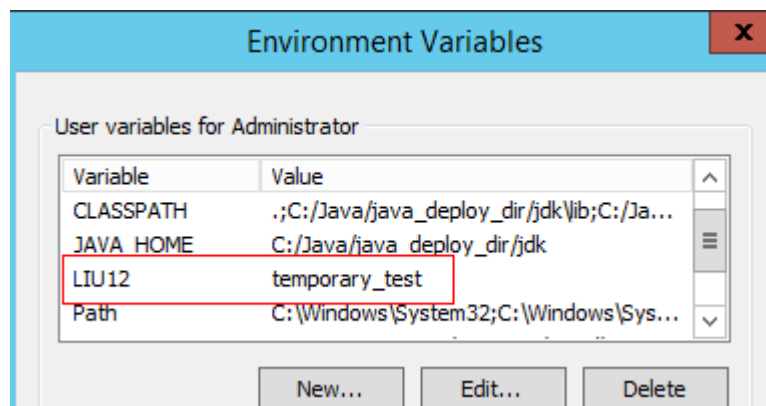 Environment Variables
x
User variables for Administrator
Variable Value
CLASSPATH .;C:/Java/java_deploy_dir/jdk\lib;C:/Ja...
JAVA_HOME C:/Java/java_deploy_dir/jdk
LIU12 temporary_test
Path C:\Windows\System32;C:\Windows\Sys...
New... Edit... Delete